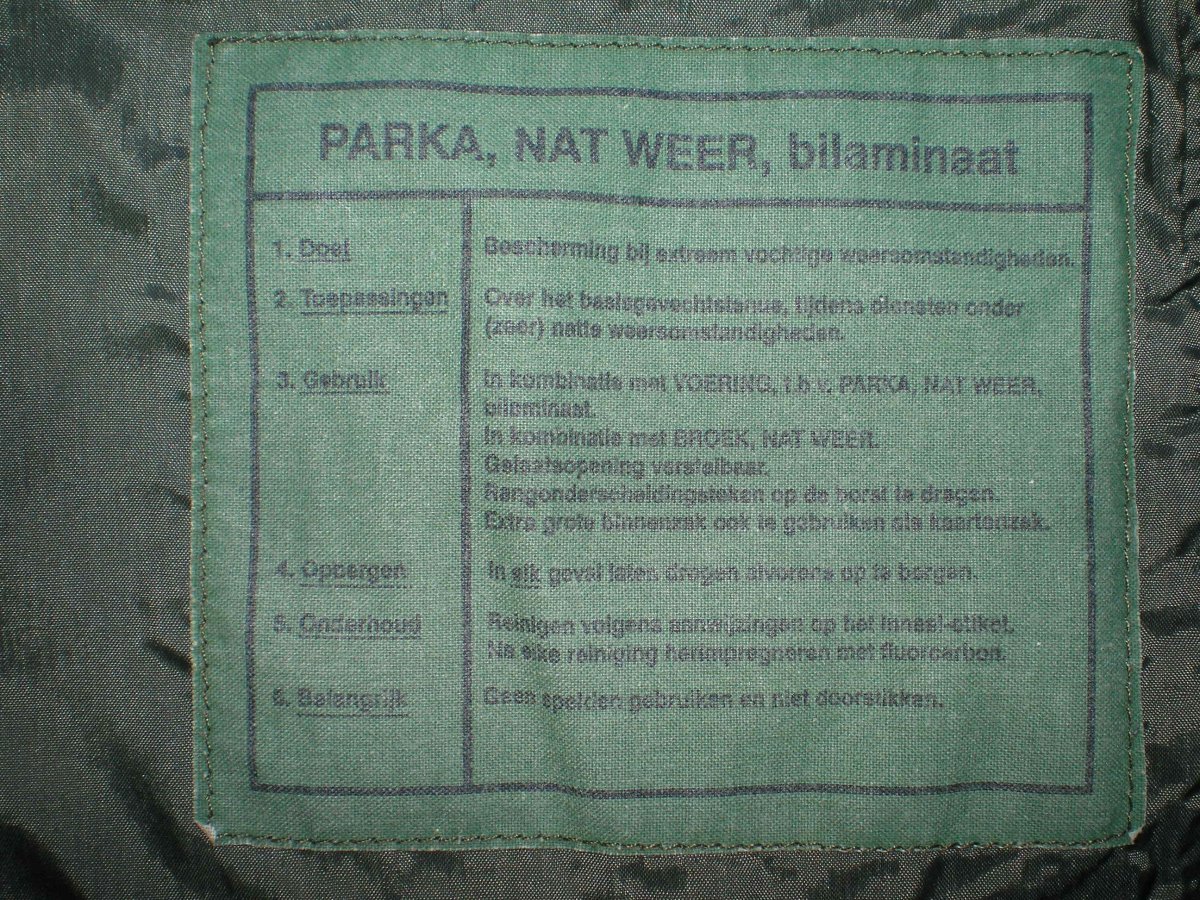 PARKA, NAT WEER, bilaminaat
1. Doel
Bescherming bij extreem vochtige weersomstandigheden.
2. Toepassingen
Over het basisgevechtstenue, tijdens diensten onder
(zeer) natte weersomstandigheden.
3. Gebruik
In kombinatie met VOERING, t.b.v. PARKA, NAT WEER,
bilaminaat.
In kombinatie met BROEK, NAT WEER.
Gelaatsopening verstelbaar.
Rangonderscheidingsteken op de borst te dragen.
Extra grote binnenzak ook te gebruiken als kaartenzak.
4. Opbergen
In elk geval laten drogen alvorens op te bergen.
5. Onderhoud
Reinigen volgens aanwijzingen op het innaai-etiket.
Na elke reiniging herimpregneren met fluorcarbon.
6. Belangrijk
Geen spelden gebruiken en niet doorstikken.